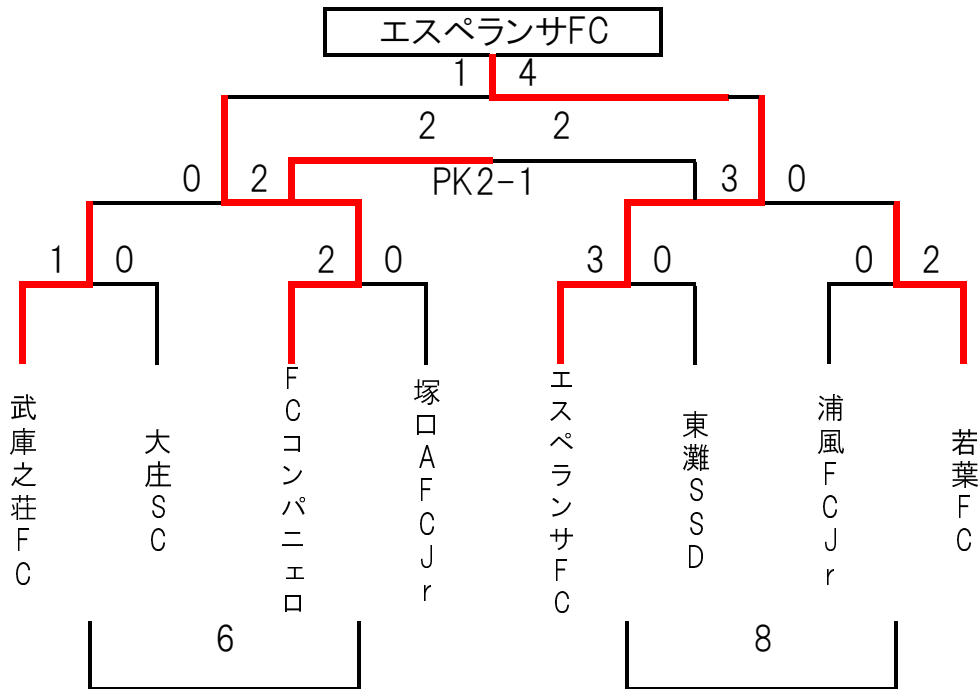 エスペランサFC
1 4
2 2
0 2 PK2-1 3 0
1 0 2 0 3 0 0 2
武庫之荘FC
大庄SC
FCコンパニェロ
塚口AFCJr
エスペランサFC
東灘SSD
浦風FCJr
若葉FC
6 8